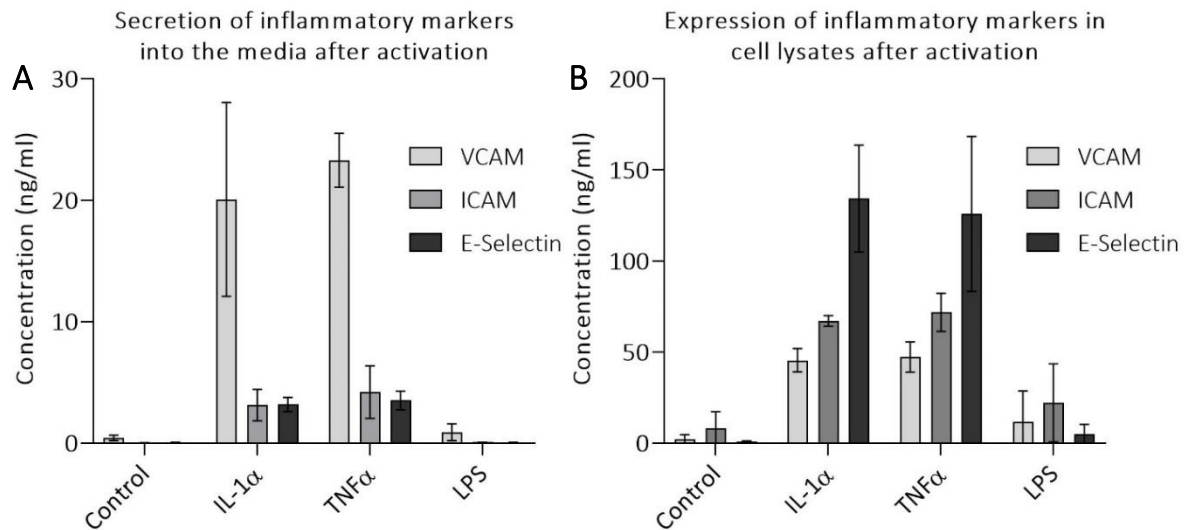 Secretion of inflammatory markers
into the media after activation
A
30
20
10
0
Concentration (ng/ml)
VCAM
ICAM
E-Selectin
Control
IL-1α
TNFα
LPS
Expression of inflammatory markers in
cell lysates after activation
B
200
150
100
50
0
Concentration (ng/ml)
VCAM
ICAM
E-Selectin
Control
IL-1α
TNFα
LPS